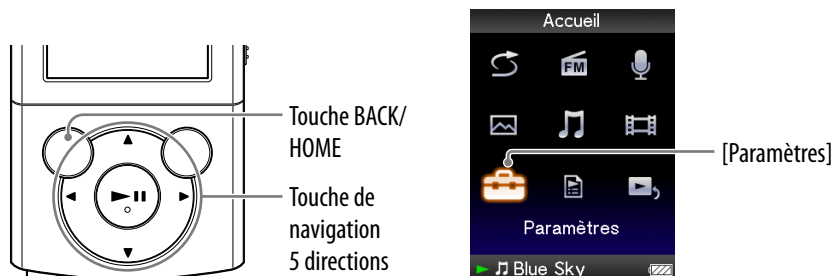 Touche BACK/
HOME
Touche de
navigation
5 directions
Accueil
FM
[Paramètres]
Paramètres
Blue Sky